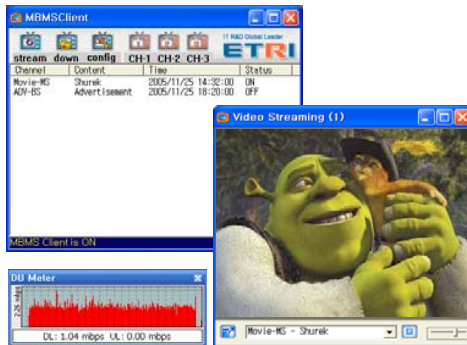 MBMSClient
IT R&D Global Leader
ETRI
stream down config CH-1 CH-2 CH-3
Channel Content Time Status
Movie-MS Shurek 2005/11/25 14:32:00 ON
ADV-BS Advertisement 2005/11/25 18:20:00 OFF
MBMS Client is ON
Video Streaming (1)
Movie-MS - Shurek
DU Meter
2.26 mbps
DL: 1.04 mbps UL: 0.00 mbps